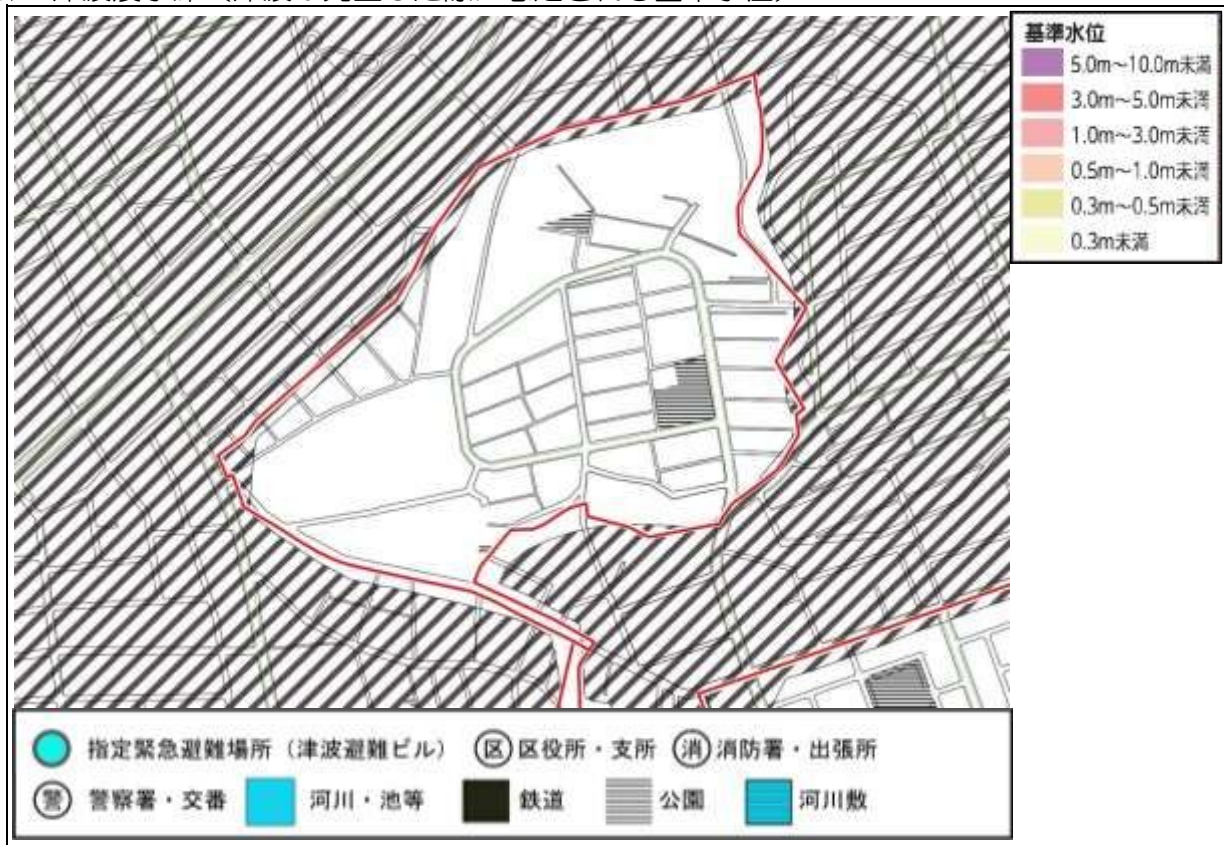 基準水位
5.0m～10.0m未満
3.0m～5.0m未満
1.0m～3.0m未満
0.5m～1.0m未満
0.3m～0.5m未満
0.3m未満
指定緊急避難場所（津波避難ビル） 区 区役所・支所 消 消防署・出張所
警 警察署・交番 河川・池等 鉄道 公園 河川敷